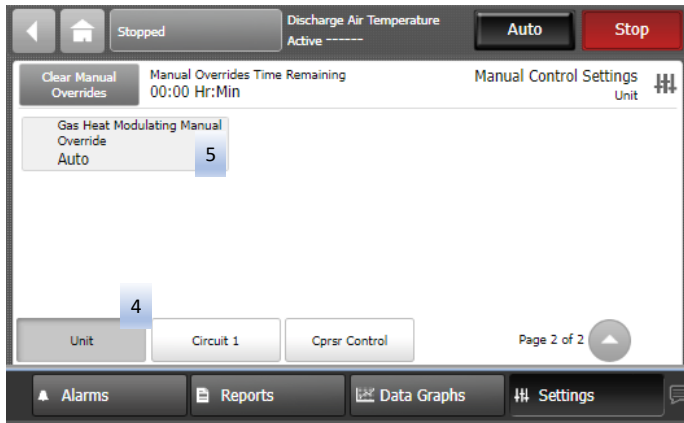 Stopped
Discharge Air Temperature
Active ------
Auto
Stop
Clear Manual
Overrides
Manual Overrides Time Remaining
00:00 Hr:Min
Manual Control Settings
Unit
Gas Heat Modulating Manual
Override
Auto
5
4
Unit
Circuit 1
Cprsr Control
Page 2 of 2
Alarms
Reports
Data Graphs
Settings